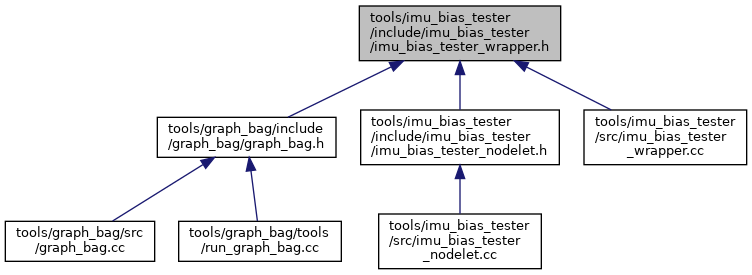 tools/imu_bias_tester
/include/imu_bias_tester
/imu_bias_tester_wrapper.h
tools/graph_bag/include
/graph_bag/graph_bag.h
tools/imu_bias_tester
/include/imu_bias_tester
/imu_bias_tester_nodelet.h
tools/imu_bias_tester
/src/imu_bias_tester
_wrapper.cc
tools/graph_bag/src
/graph_bag.cc
tools/graph_bag/tools
/run_graph_bag.cc
tools/imu_bias_tester
/src/imu_bias_tester
_nodelet.cc